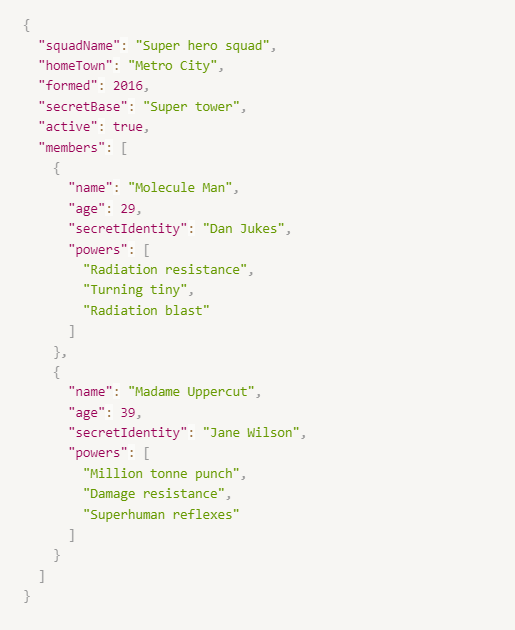 {
  "squadName": "Super hero squad",
  "homeTown": "Metro City",
  "formed": 2016,
  "secretBase": "Super tower",
  "active": true,
  "members": [
    {
      "name": "Molecule Man",
      "age": 29,
      "secretIdentity": "Dan Jukes",
      "powers": [
        "Radiation resistance",
        "Turning tiny",
        "Radiation blast"
      ]
    },
    {
      "name": "Madame Uppercut",
      "age": 39,
      "secretIdentity": "Jane Wilson",
      "powers": [
        "Million tonne punch",
        "Damage resistance",
        "Superhuman reflexes"
      ]
    }
  ]
}